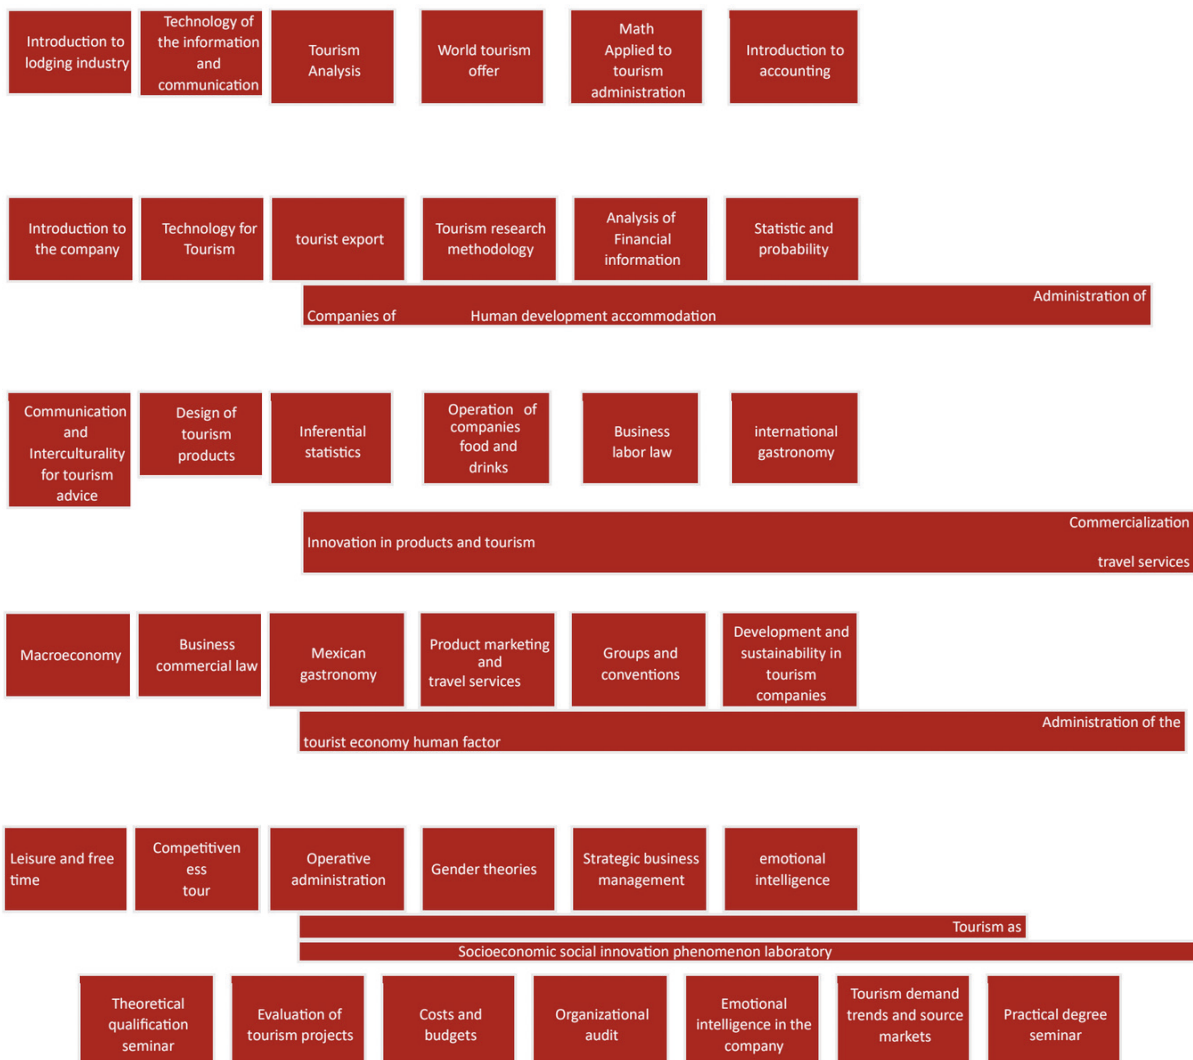 Introduction to
lodging industry
Technology of
the information
and
communication
Tourism
Analysis
World tourism
offer
Math
Applied to
tourism
administration
Introduction to
accounting
Introduction to
the company
Technology for
Tourism
tourist export
Tourism research
methodology
Analysis of
Financial
information
Statistic and
probability
Administration of
Companies of Human development accommodation
Communication
and
Interculturality
for tourism
advice
Design of
tourism
products
Inferential
statistics
Operation of
companies
food and
drinks
Business
labor law
international
gastronomy
Commercialization
Innovation in products and tourism
travel services
Macroeconomy
Business
commercial law
Mexican
gastronomy
Product marketing
and
travel services
Groups and
conventions
Development and
sustainability in
tourism
companies
Administration of the
tourist economy human factor
Leisure and free
time
Competitiven
ess
tour
Operative
administration
Gender theories
Strategic business
management
emotional
intelligence
Tourism as
Socioeconomic social innovation phenomenon laboratory
Theoretical
qualification
seminar
Evaluation of
tourism projects
Costs and
budgets
Organizational
audit
Emotional
intelligence in the
company
Tourism demand
trends and source
markets
Practical degree
seminar